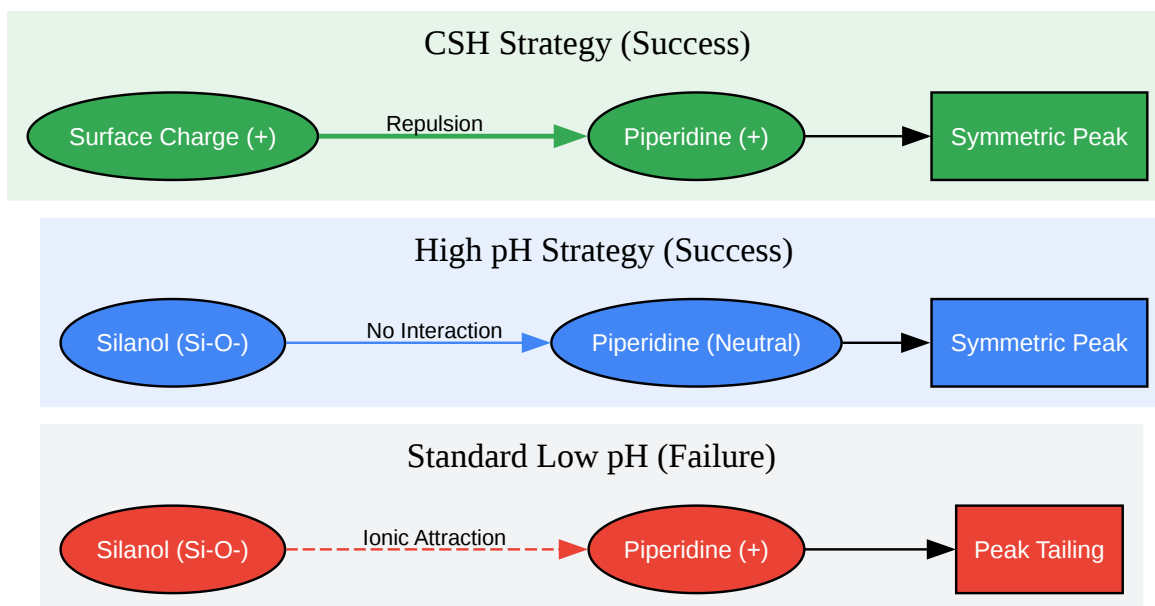 CSH Strategy (Success)
Surface Charge (+)
Repulsion
Piperidine (+)
Symmetric Peak
High pH Strategy (Success)
Silanol (Si-O-)
No Interaction
Piperidine (Neutral)
Symmetric Peak
Standard Low pH (Failure)
Silanol (Si-O-)
Ionic Attraction
Piperidine (+)
Peak Tailing